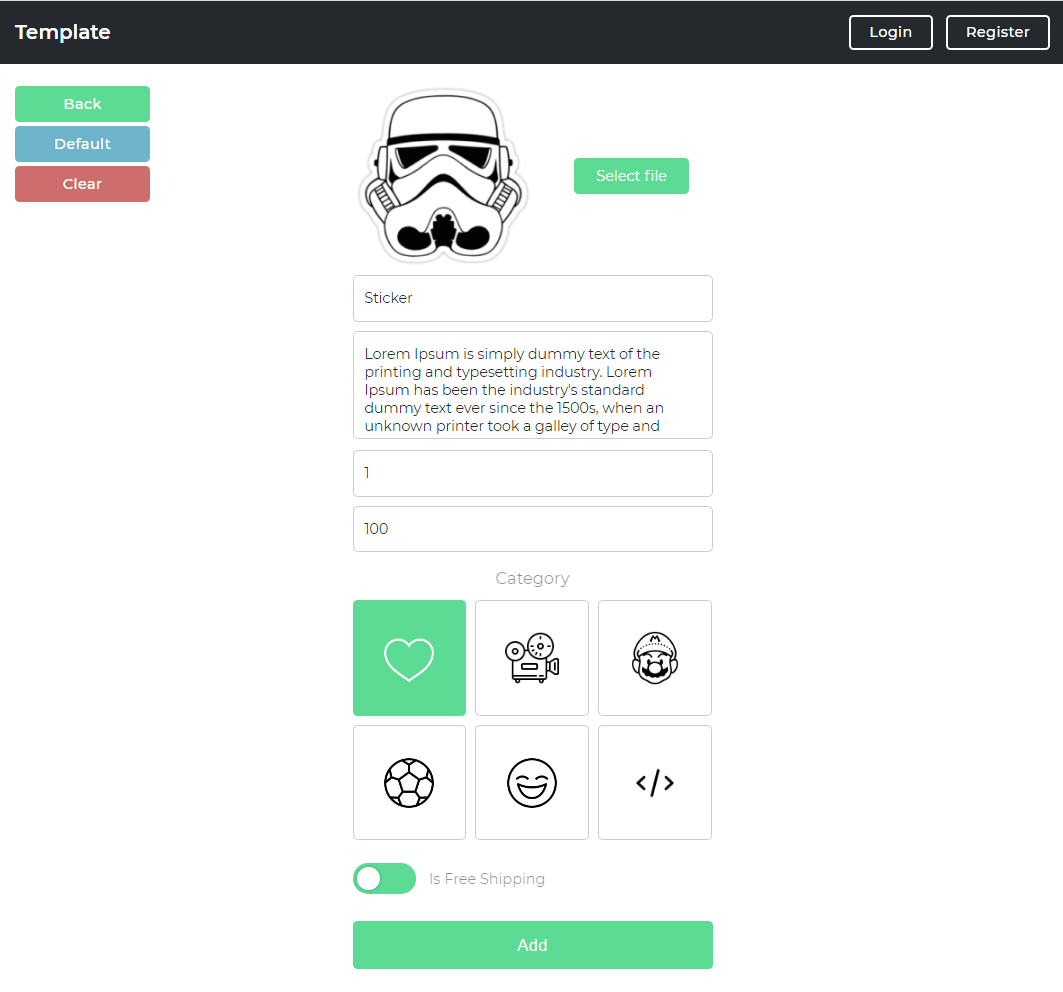 Template
Login
Register
Back
Default
Clear
Select file
Sticker
Lorem Ipsum is simply dummy text of the
printing and typesetting industry. Lorem
Ipsum has been the industry's standard
dummy text ever since the 1500s, when an
unknown printer took a galley of type and
1
100
Category
M
</>
Is Free Shipping
Add